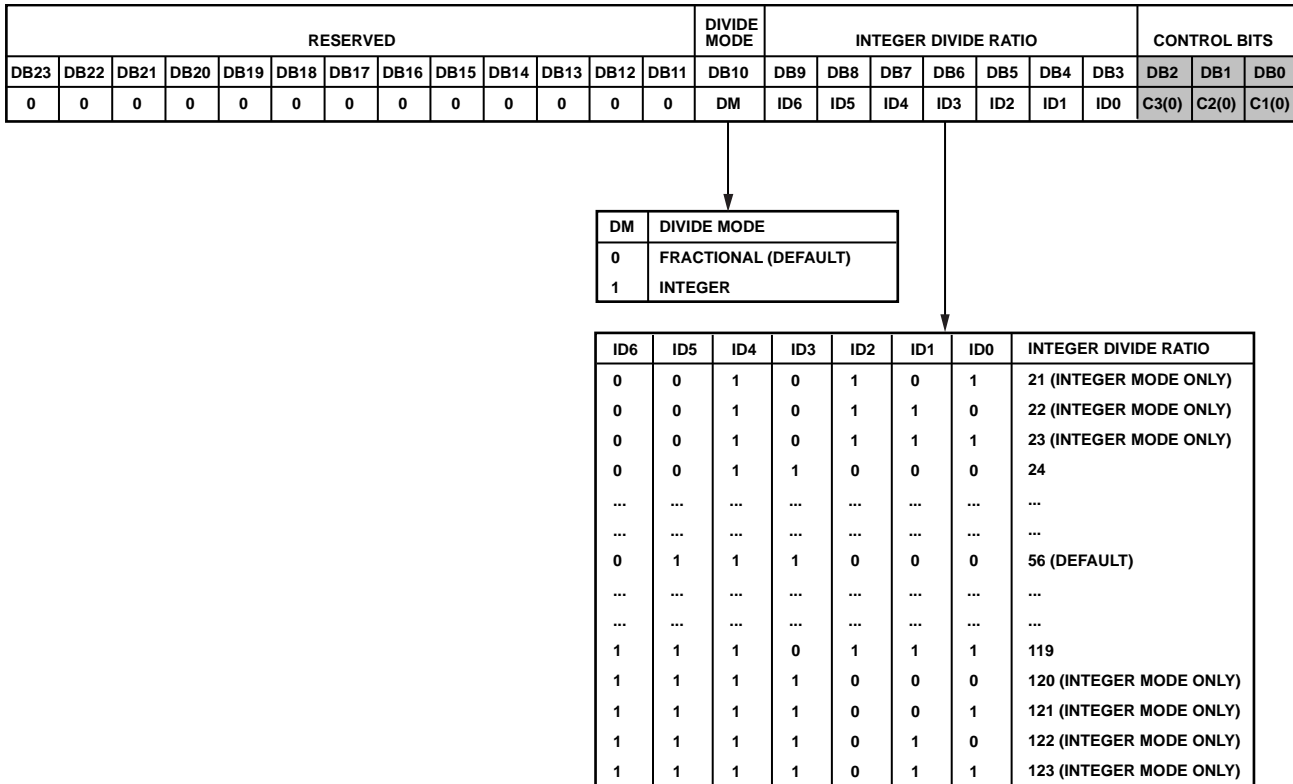 RESERVED DIVIDE MODE INTEGER DIVIDE RATIO CONTROL BITS
DB23 DB22 DB21 DB20 DB19 DB18 DB17 DB16 DB15 DB14 DB13 DB12 DB11 DB10 DB9 DB8 DB7 DB6 DB5 DB4 DB3 DB2 DB1 DB0
0 0 0 0 0 0 0 0 0 0 0 0 0 DM ID6 ID5 ID4 ID3 ID2 ID1 ID0 C3(0) C2(0) C1(0)
DM DIVIDE MODE
0 FRACTIONAL (DEFAULT)
1 INTEGER
ID6 ID5 ID4 ID3 ID2 ID1 ID0 INTEGER DIVIDE RATIO
0 0 1 0 1 0 1 21 (INTEGER MODE ONLY)
0 0 1 0 1 1 0 22 (INTEGER MODE ONLY)
0 0 1 0 1 1 1 23 (INTEGER MODE ONLY)
0 0 1 1 0 0 0 24
... ... ... ... ... ... ... ...
... ... ... ... ... ... ... ...
0 1 1 1 0 0 0 56 (DEFAULT)
... ... ... ... ... ... ... ...
... ... ... ... ... ... ... ...
1 1 1 0 1 1 1 119
1 1 1 1 0 0 0 120 (INTEGER MODE ONLY)
1 1 1 1 0 0 1 121 (INTEGER MODE ONLY)
1 1 1 1 0 1 0 122 (INTEGER MODE ONLY)
1 1 1 1 0 1 1 123 (INTEGER MODE ONLY)